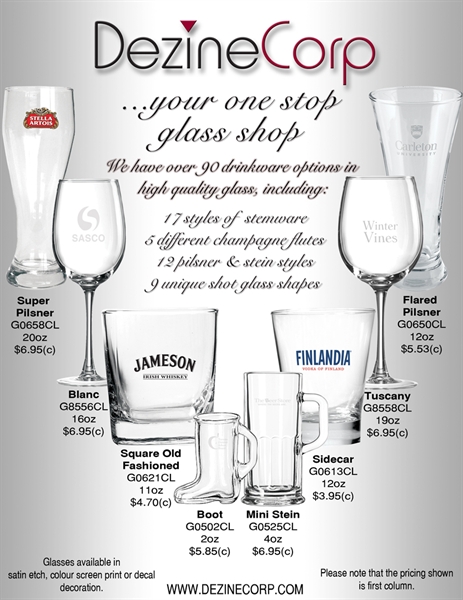 DezineCorp
...your one stop
glass shop
We have over 90 drinkware options in
high quality glass, including:
17 styles of stemware
5 different champagne flutes
12 pilsner & stein styles
9 unique shot glass shapes
STELLA
ARTOIS
Carleton
UNIVERSITY
SASCO
Winter
Vines
Super
Pilsner
G0658CL
20oz
$6.95(c)
Flared
Pilsner
G0650CL
12oz
$5.53(c)
JAMESON
IRISH WHISKEY
FINLANDIA
VODKA OF FINLAND
Blanc
G8556CL
16oz
$6.95(c)
Tuscany
G8558CL
19oz
$6.95(c)
Square Old
Fashioned
G0621CL
11oz
$4.70(c)
Sidecar
G0613CL
12oz
$3.95(c)
Boot
G0502CL
2oz
$5.85(c)
Mini Stein
G0525CL
4oz
$6.95(c)
Glasses available in
satin etch, colour screen print or decal
decoration.
WWW.DEZINECORP.COM
Please note that the pricing shown
is first column.